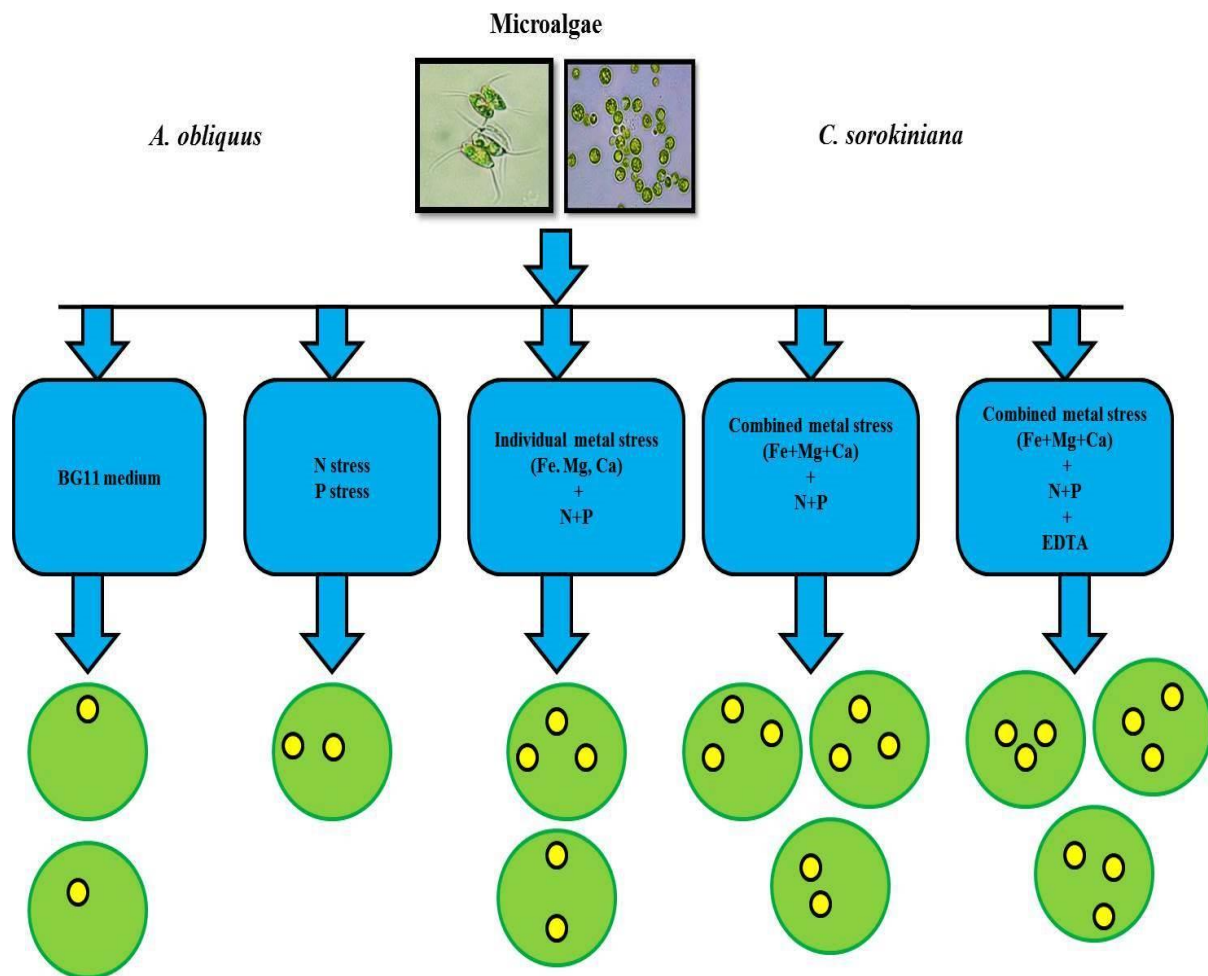 Microalgae
A. obliquus
C. sorokiniana
BG11 medium
N stress
P stress
Individual metal stress
(Fe. Mg, Ca)
+
N+P
Combined metal stress
(Fe+Mg+Ca)
+
N+P
Combined metal stress
(Fe+Mg+Ca)
+
N+P
+
EDTA